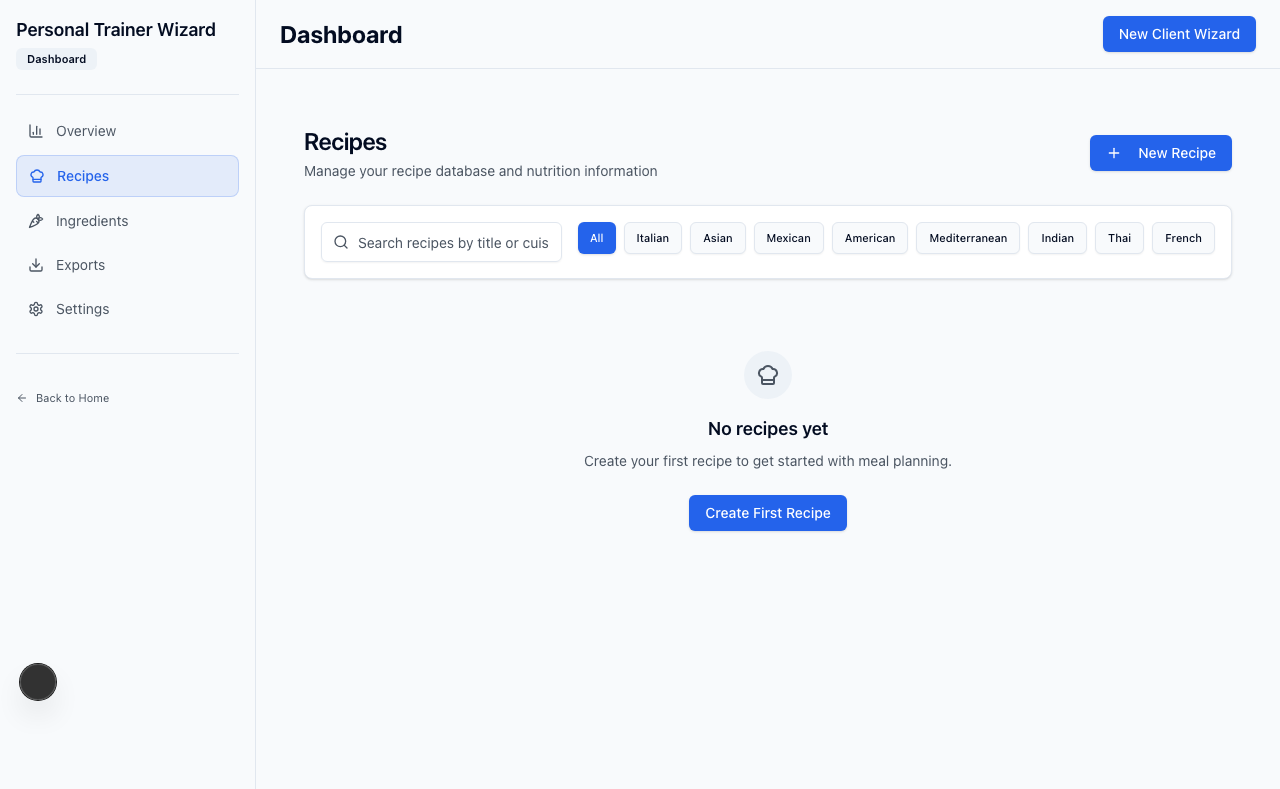 Personal Trainer Wizard
Dashboard
Overview
Recipes
Ingredients
Exports
Settings
Back to Home
Dashboard
New Client Wizard
Recipes
Manage your recipe database and nutrition information
New Recipe
Search recipes by title or cuis
All
Italian
Asian
Mexican
American
Mediterranean
Indian
Thai
French
No recipes yet
Create your first recipe to get started with meal planning.
Create First Recipe